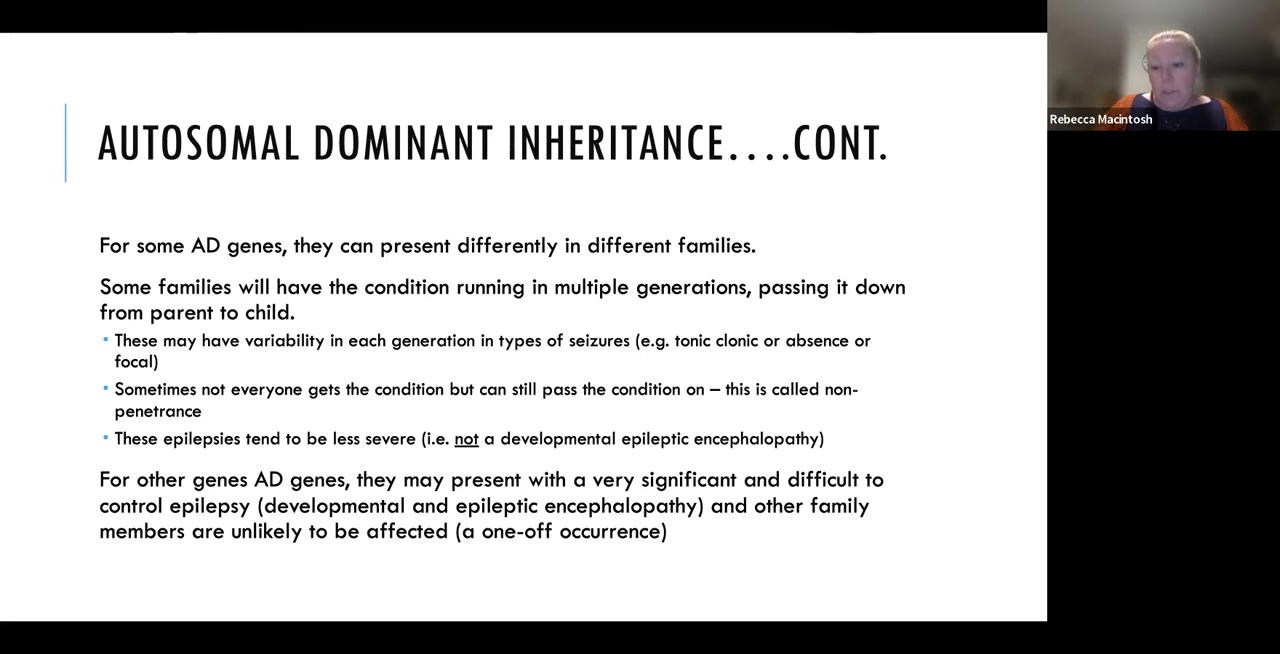 AUTOSOMAL DOMINANT INHERITANCE....CONT.
Rebecca Macintosh
For some AD genes, they can present differently in different families.
Some families will have the condition running in multiple generations, passing it down
from parent to child.
▪ These may have variability in each generation in types of seizures (e.g. tonic clonic or absence or
focal)
▪ Sometimes not everyone gets the condition but can still pass the condition on – this is called non-
penetrance
▪ These epilepsies tend to be less severe (i.e. not a developmental epileptic encephalopathy)
For other genes AD genes, they may present with a very significant and difficult to
control epilepsy (developmental and epileptic encephalopathy) and other family
members are unlikely to be affected (a one-off occurrence)